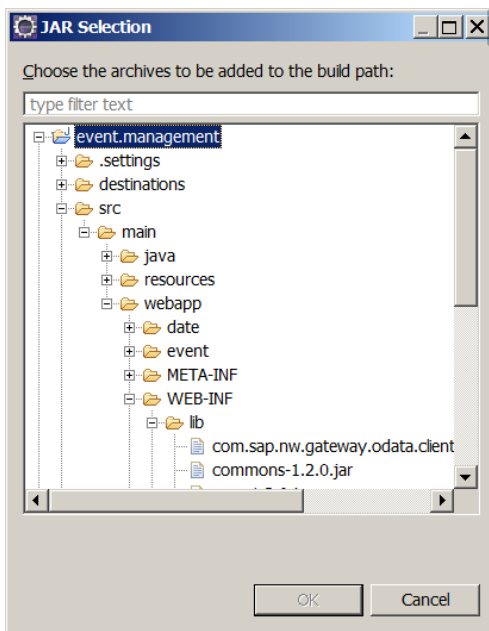 JAR Selection
Choose the archives to be added to the build path:
type filter text
event.management
.settings
destinations
src
main
java
resources
webapp
date
event
META-INF
WEB-INF
lib
com.sap.nw.gateway.odata.client
commons-1.2.0.jar
OK
Cancel